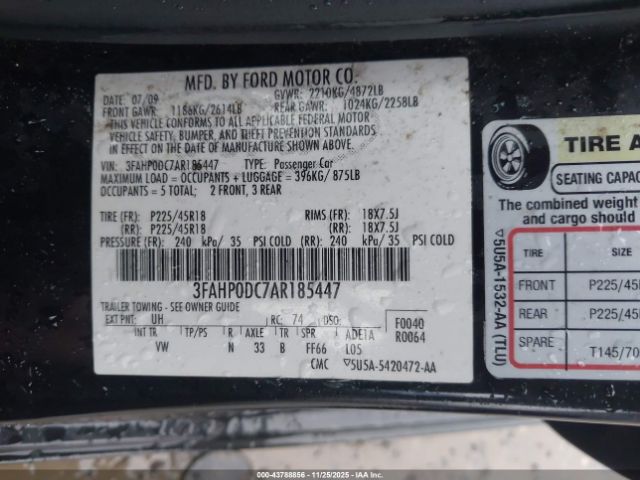 MFD. BY FORD MOTOR CO.
DATE: 07/09 GVWR: 2210KG/4872LB
FRONT GAWR: 1186KG/2614LB REAR GAWR: 1024KG/2258LB
THIS VEHICLE CONFORMS TO ALL APPLICABLE FEDERAL MOTOR
VEHICLE SAFETY, BUMPER, AND THEFT PREVENTION STANDARDS
IN EFFECT ON THE DATE OF MANUFACTURE SHOWN ABOVE.
VIN: 3FAHP0DC7AR185447 TYPE: Passenger Car
MAXIMUM LOAD = OCCUPANTS + LUGGAGE = 396KG/ 875LB
OCCUPANTS = 5 TOTAL; 2 FRONT, 3 REAR
TIRE (FR): P225/45R18 RIMS (FR): 18X7.5J
(RR): P225/45R18 (RR): 18X7.5J
PRESSURE (FR): 240 kPa/ 35 PSI COLD (RR): 240 kPa/ 35 PSI COLD
3FAHP0DC7AR185447
TRAILER TOWING - SEE OWNER GUIDE
EXT PNT: UH RC: 74 DSO: F0040
INT TR TP/PS R AXLE TR SPR ADETA R0064
VW N 33 B FF66 LOS
CMC ▽5U5A-5420472-AA
TIRE A
SEATING CAPAC
The combined weight
and cargo should
TIRE SIZE
FRONT P225/45
REAR P225/45
SPARE T145/70
▽5U5A-1532-AA (TLU)
000-43788856 - 11/25/2025 - IAAI.COM